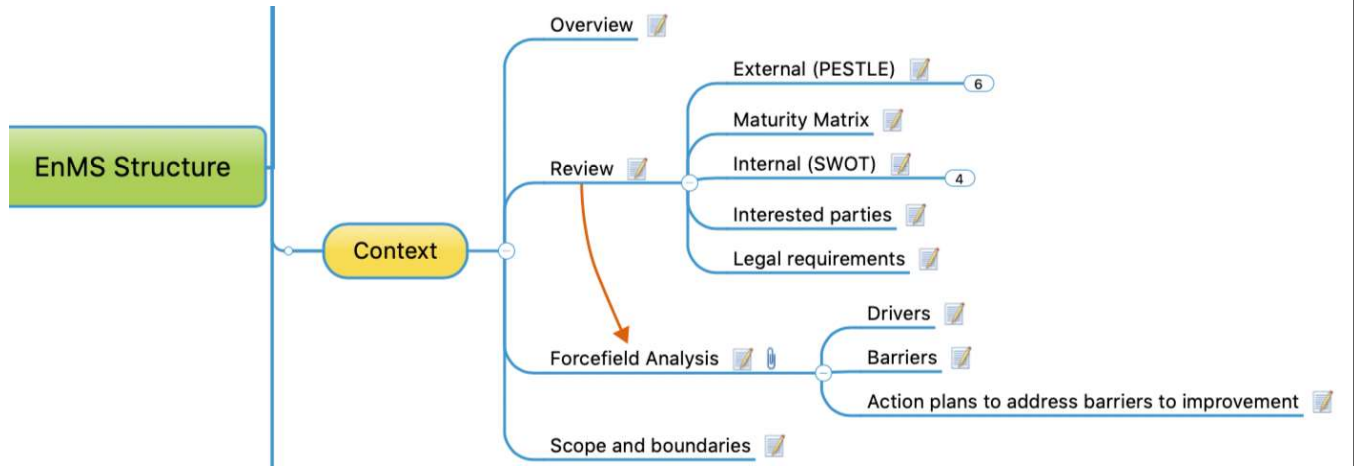 EnMS Structure
Context
Overview
Review
External (PESTLE)
6
Maturity Matrix
Internal (SWOT)
4
Interested parties
Legal requirements
Forcefield Analysis
Drivers
Barriers
Action plans to address barriers to improvement
Scope and boundaries